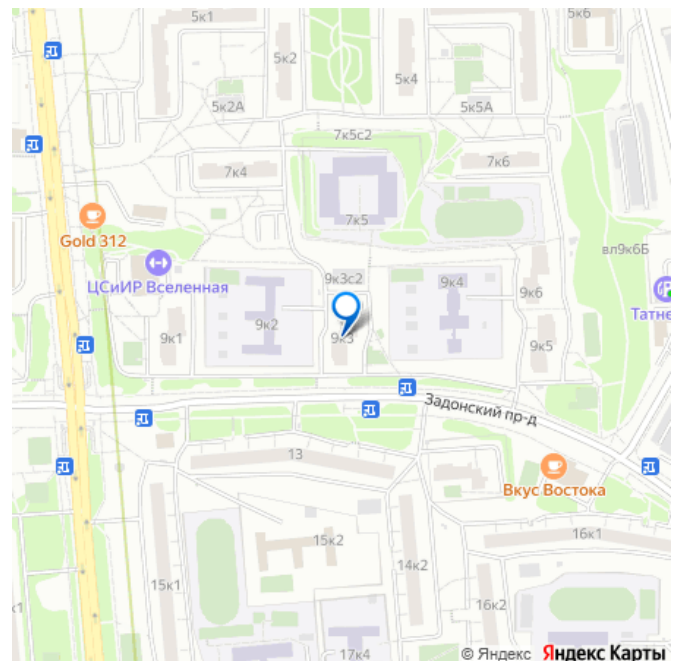 5к1
5к6
5к2
5к4
5к2А
5к5А
7к5с2
7к4
7к6
7к5
Gold 312
вл9к6Б
ЦСиИР Вселенная
9к3с2
9к4
9к6
Татне
9к1
9к2
9к3
9к5
Задонский пр-д
13
Вкус Востока
15к2
16к1
15к1
14к2
16к2
к1
17к4
© Яндекс Яндекс Карты